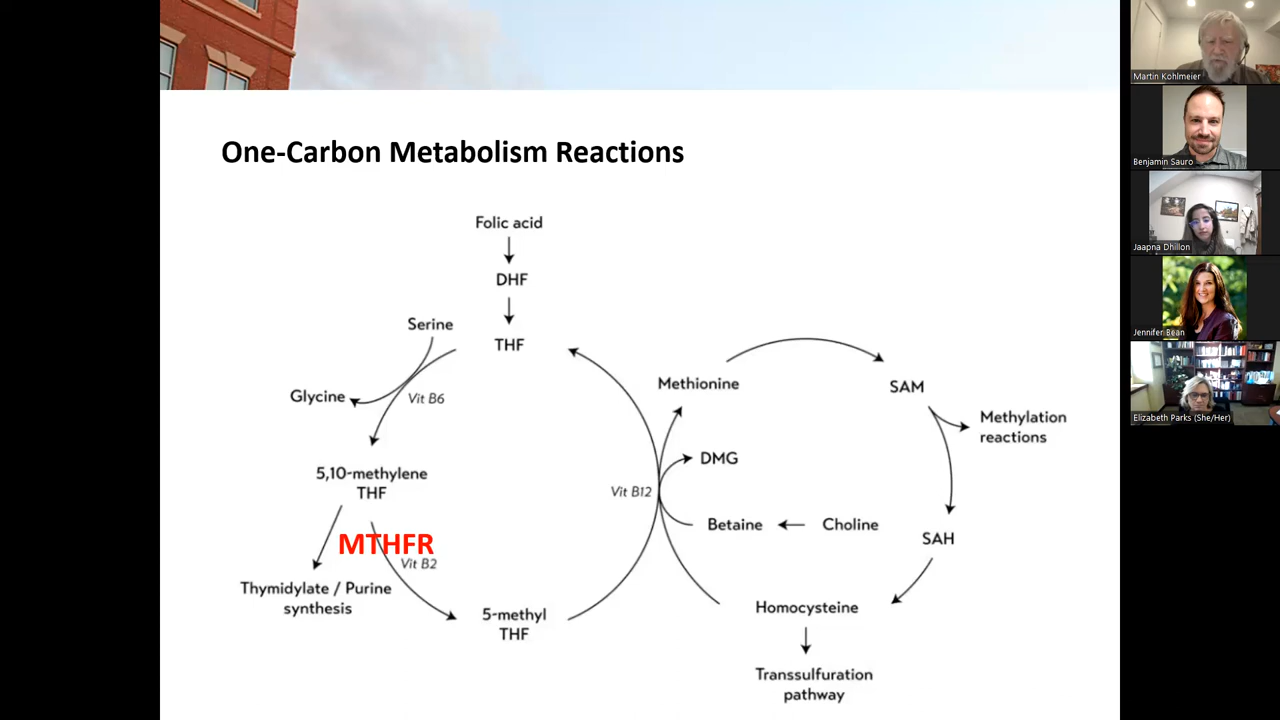 One-Carbon Metabolism Reactions
Folic acid
DHF
THF
Serine
Glycine
Vit B6
5,10-methylene
THF
MTHFR
Vit B2
Thymidylate / Purine
synthesis
5-methyl
THF
Vit B12
Methionine
DMG
Betaine
Choline
SAM
Methylation
reactions
SAH
Homocysteine
Transsulfuration
pathway
Martin Kohlmeier
Benjamin Sauro
Jaapna Dhillon
Jennifer Bean
Elizabeth Parks (She/Her)